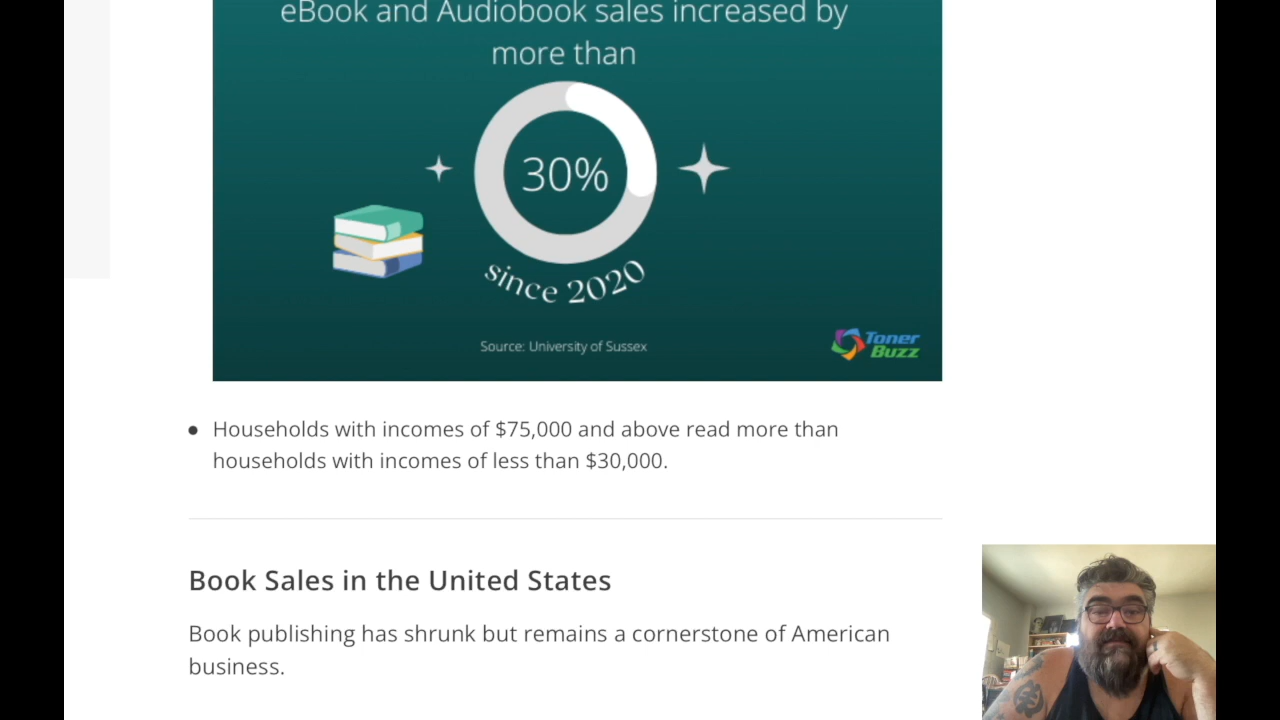 eBook and Audiobook sales increased by
more than
30%
since 2020
Source: University of Sussex
Toner
Buzz
Households with incomes of $75,000 and above read more than
households with incomes of less than $30,000.
Book Sales in the United States
Book publishing has shrunk but remains a cornerstone of American
business.